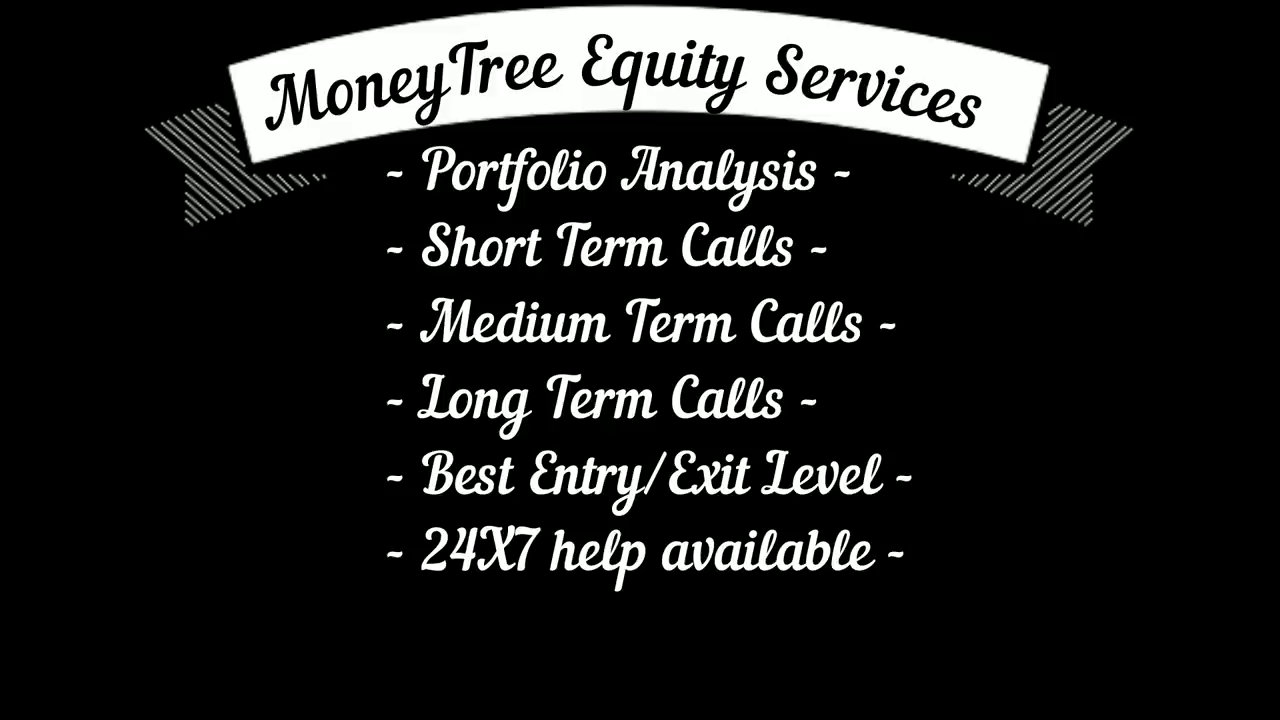 MoneyTree Equity Services
~ Portfolio Analysis ~
~ Short Term Calls ~
~ Medium Term Calls ~
~ Long Term Calls ~
~ Best Entry/Exit Level ~
~ 24X7 help available ~